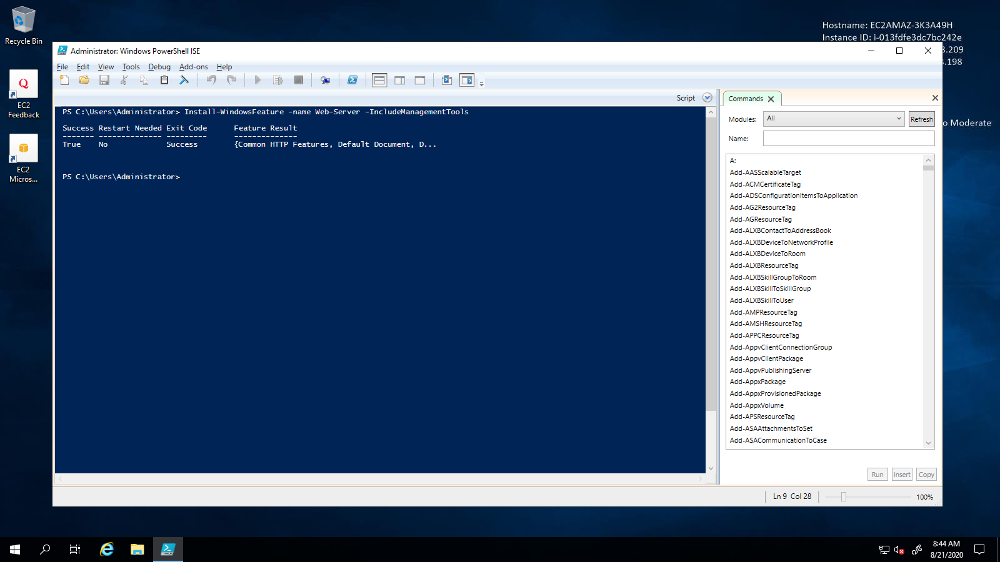 Recycle Bin
EC2
Feedback
EC2
Micros...
Hostname: EC2AMAZ-3K3A49H
Instance ID: i-013fdfe3dc7bc242e
.209
.198
o Moderate
Administrator: Windows PowerShell ISE
File Edit View Tools Debug Add-ons Help
Script
PS C:\Users\Administrator> Install-WindowsFeature -name Web-Server -IncludeManagementTools
Success Restart Needed Exit Code      Feature Result
------- -------------- ---------      --------------
True    No             Success        {Common HTTP Features, Default Document, D...
PS C:\Users\Administrator>
Commands
Modules: All Refresh
Name:
A:
Add-AASScalableTarget
Add-ACMCertificateTag
Add-ADSConfigurationItemsToApplication
Add-AG2ResourceTag
Add-AGResourceTag
Add-ALXBContactToAddressBook
Add-ALXBDeviceToNetworkProfile
Add-ALXBDeviceToRoom
Add-ALXBResourceTag
Add-ALXBSkillGroupToRoom
Add-ALXBSkillToSkillGroup
Add-ALXBSkillToUser
Add-AMPResourceTag
Add-AMSHResourceTag
Add-APPCResourceTag
Add-AppvClientConnectionGroup
Add-AppvClientPackage
Add-AppvPublishingServer
Add-AppxPackage
Add-AppxProvisionedPackage
Add-AppxVolume
Add-APSResourceTag
Add-ASAAttachmentsToSet
Add-ASACommunicationToCase
Run Insert Copy
Ln 9 Col 28
100%
8:44 AM
8/21/2020